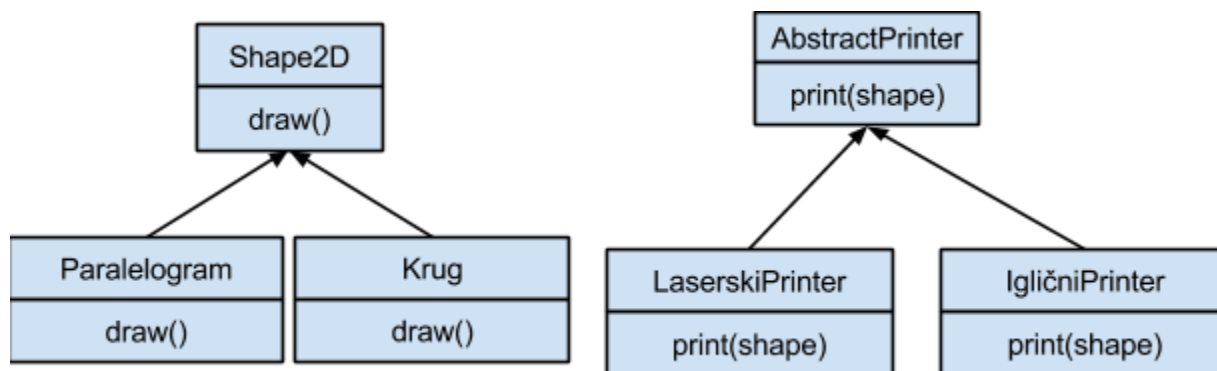 Shape2D
draw()
AbstractPrinter
print(shape)
Paralelogram
draw()
Krug
draw()
LaserskiPrinter
print(shape)
IgličniPrinter
print(shape)